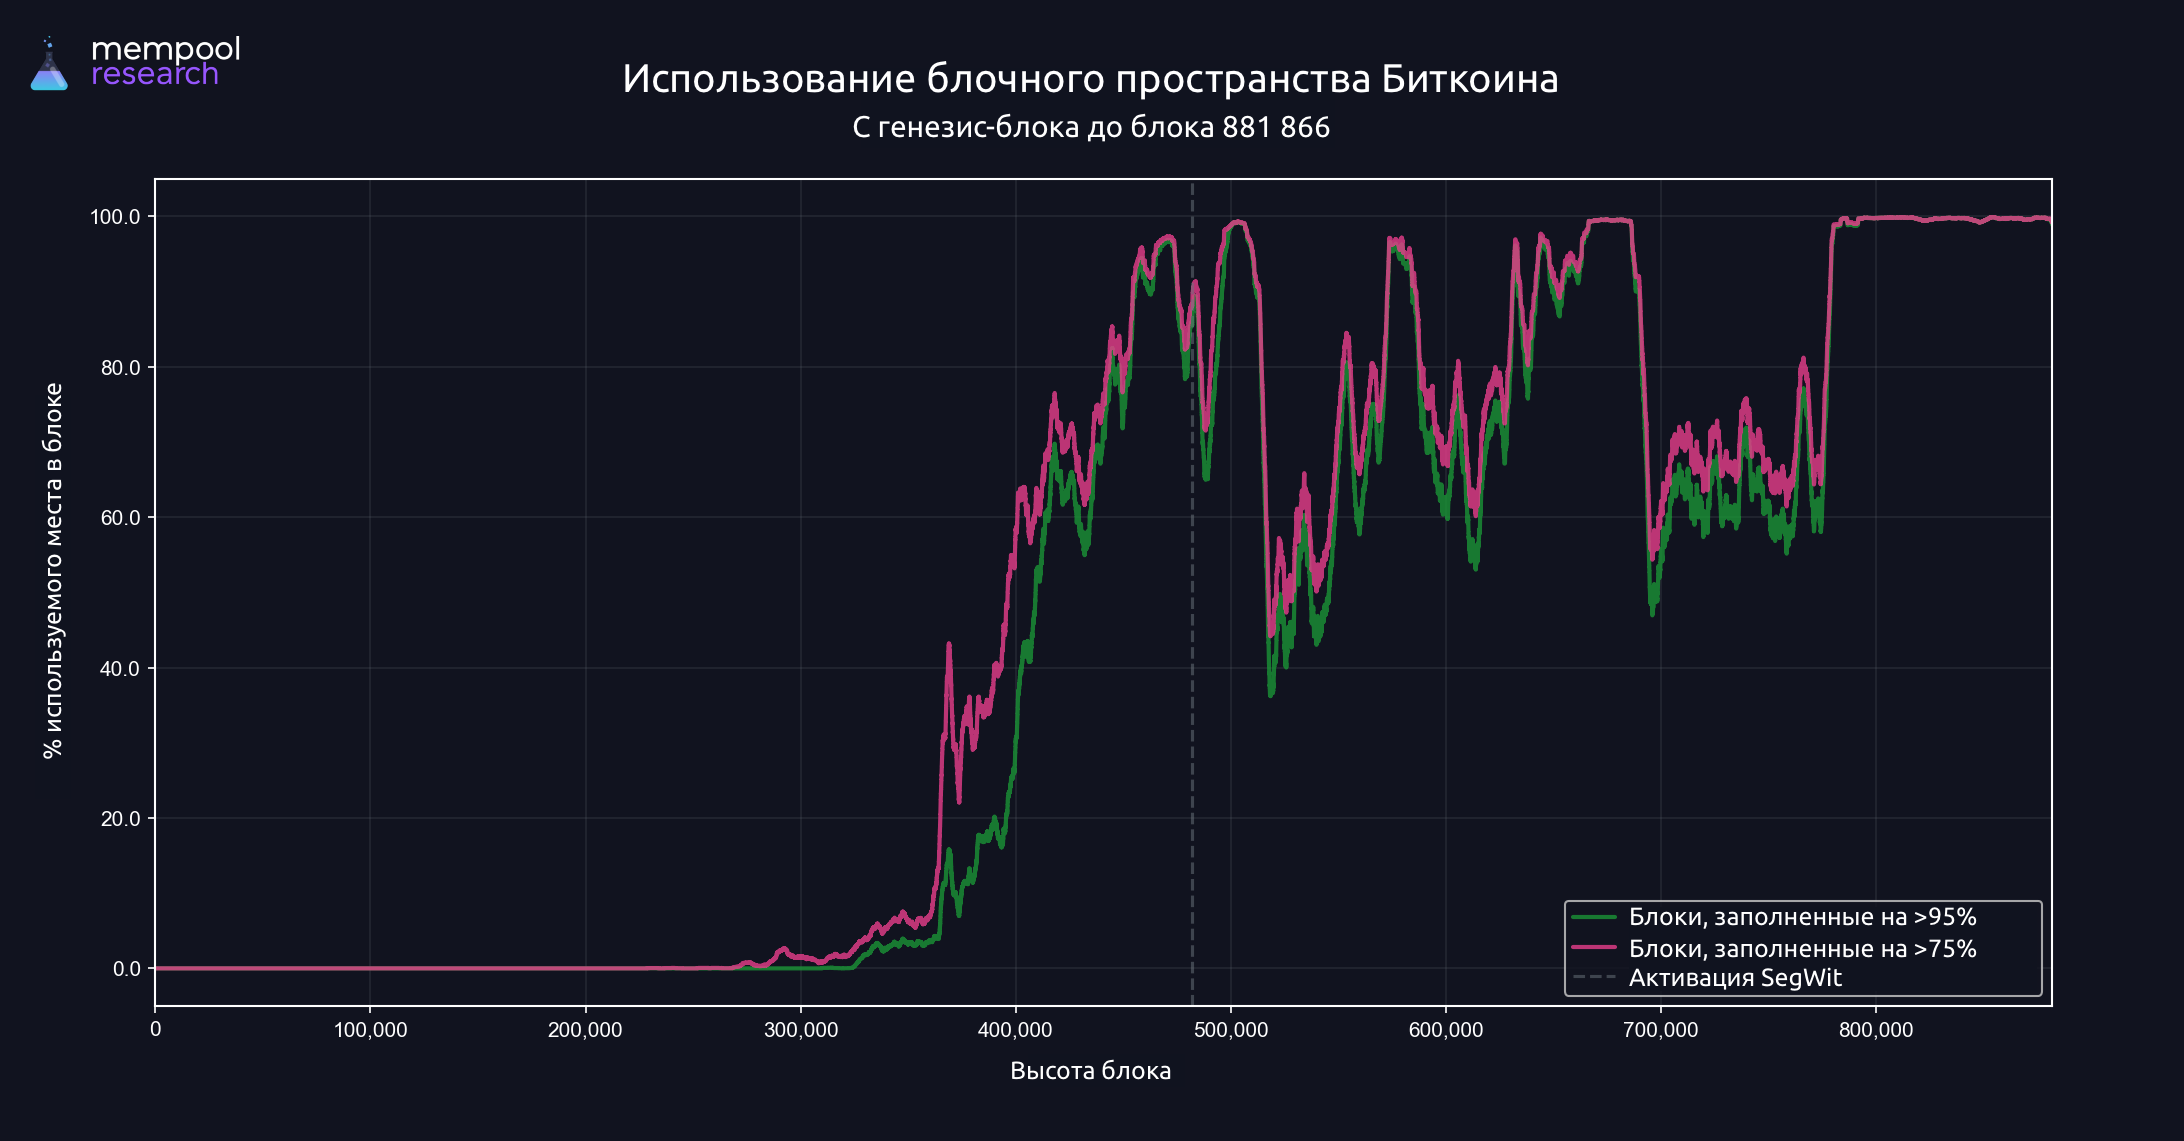 mempool
research
Использование блочного пространства Биткоина
С генезис-блока до блока 881 866
% используемого места в блоке
100.0
80.0
60.0
40.0
20.0
0.0
0 100,000 200,000 300,000 400,000 500,000 600,000 700,000 800,000
Высота блока
Блоки, заполненные на >95%
Блоки, заполненные на >75%
Активация SegWit